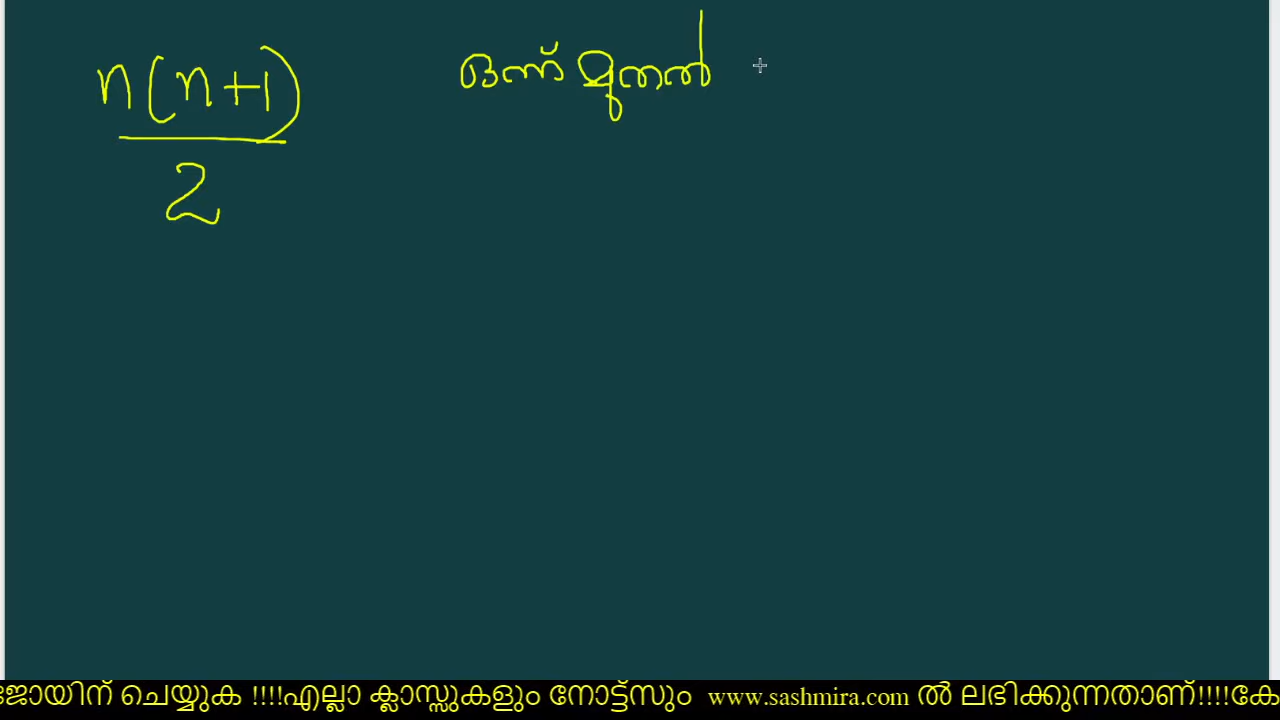 n(n+1)
2
ഒന്ന് മുതൽ
ജോയിന് ചെയ്യുക !!!!എല്ലാ ക്ലാസ്സുകളും നോട്ട്സും www.sashmira.com ൽ ലഭിക്കുന്നതാണ്!!!!കേ